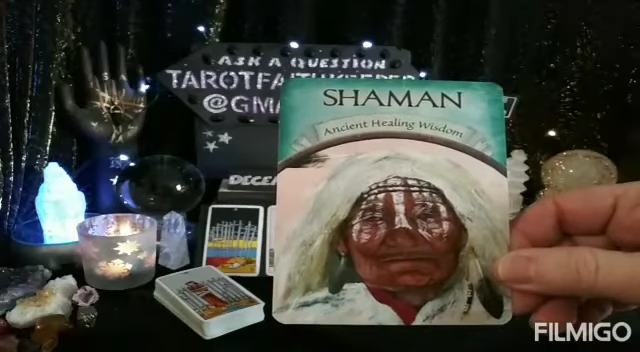 ASK A QUESTION
TAROTFAITHKEEPER
@GMA
SHAMAN
Ancient Healing Wisdom
DECE
FILMIGO